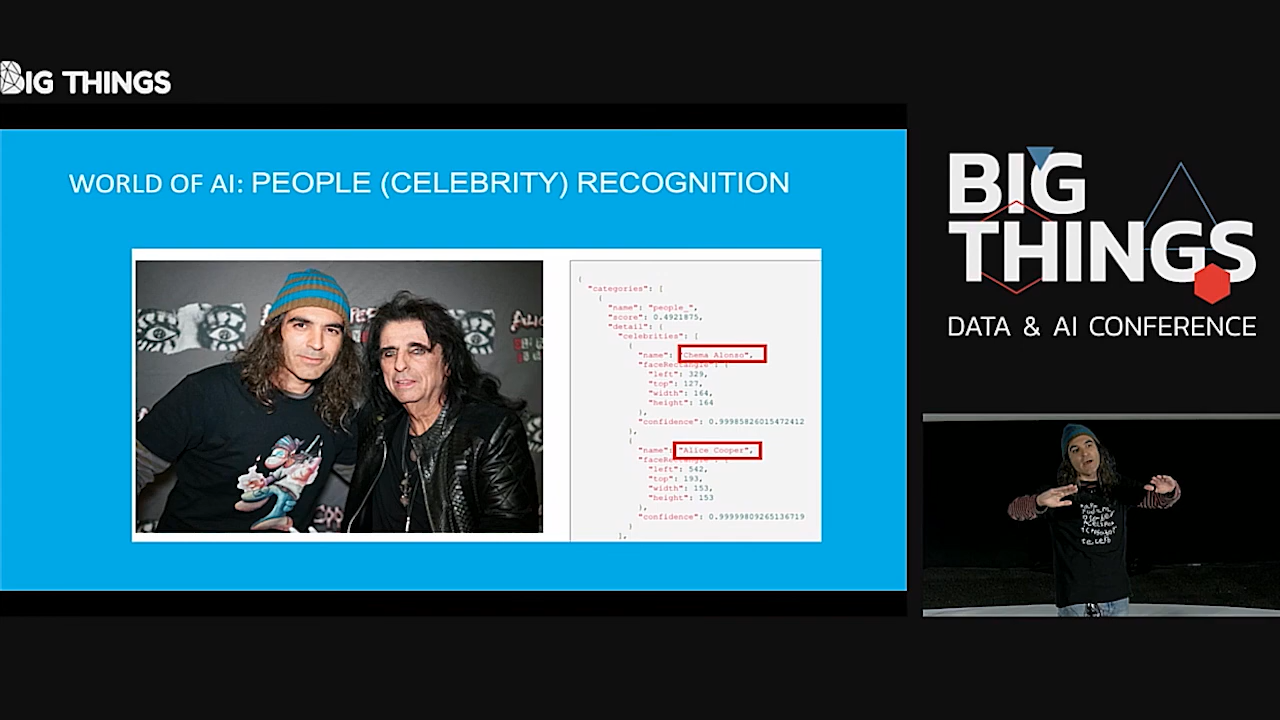 BIG THINGS
WORLD OF AI: PEOPLE (CELEBRITY) RECOGNITION
{
"categories": [
{
"name": "people_",
"score": 0.4921875,
"detail": {
"celebrities": [
{
"name": "Chema Alonzo",
"faceRectangle": {
"left": 329,
"top": 127,
"width": 164,
"height": 164
},
"confidence": 0.99985826015472412
},
{
"name": "Alice Cooper",
"faceRectangle": {
"left": 542,
"top": 193,
"width": 153,
"height": 153
},
"confidence": 0.99999809265136719
}
],
BIG
THINGS
DATA & AI CONFERENCE